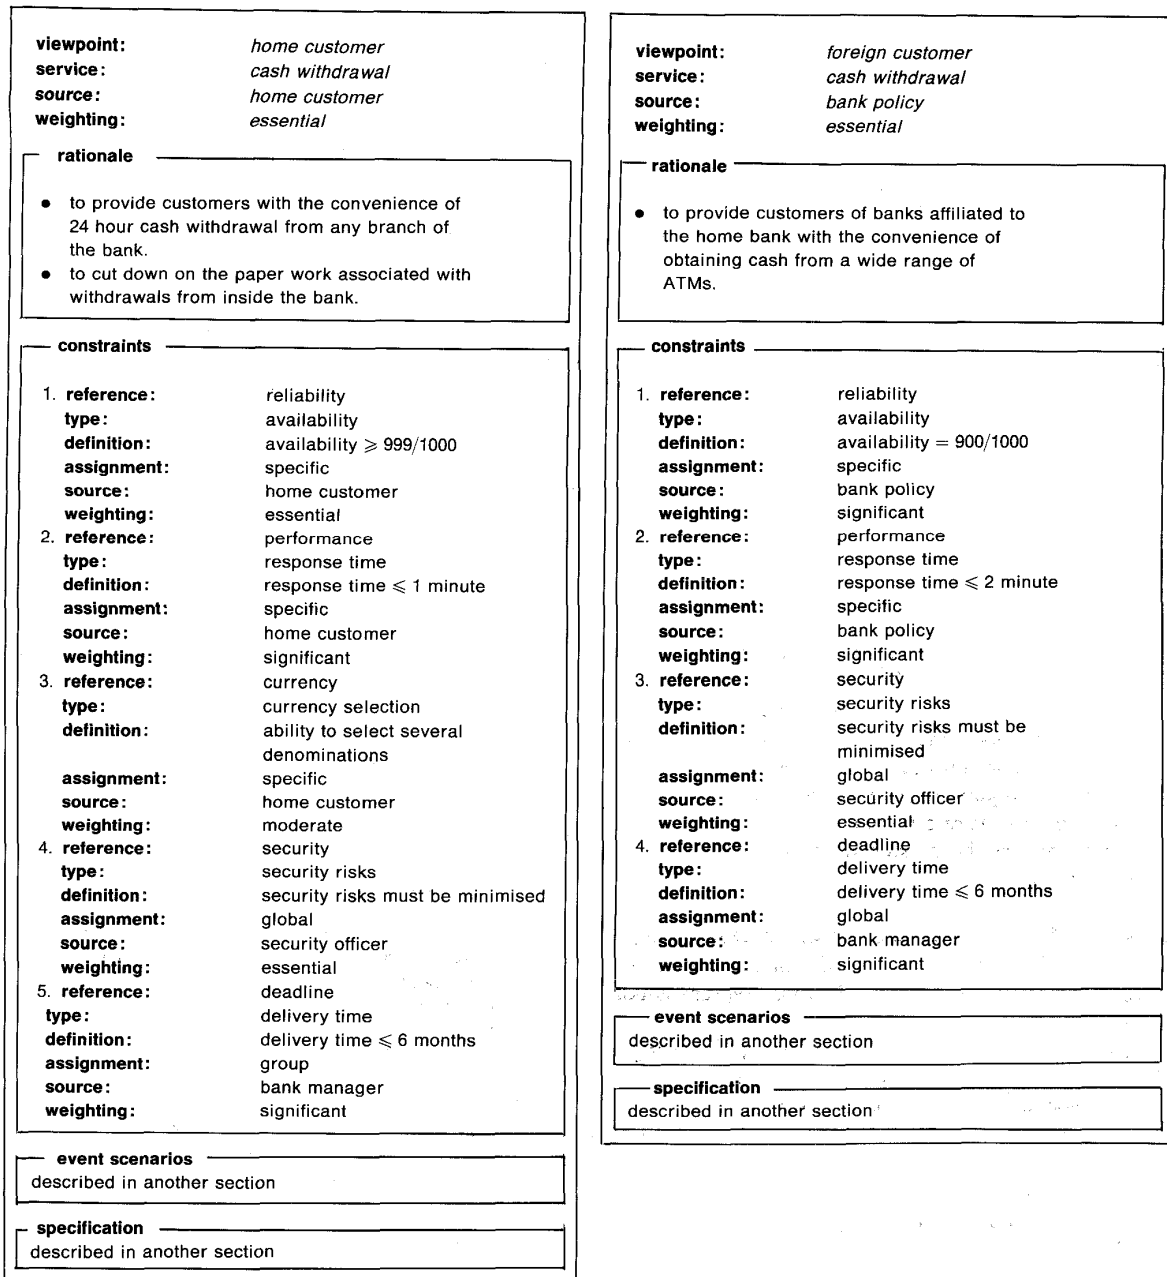 viewpoint: home customer
service: cash withdrawal
source: home customer
weighting: essential
rationale
• to provide customers with the convenience of
24 hour cash withdrawal from any branch of
the bank.
• to cut down on the paper work associated with
withdrawals from inside the bank.
constraints
1. reference: reliability
type: availability
definition: availability ⩾ 999/1000
assignment: specific
source: home customer
weighting: essential
2. reference: performance
type: response time
definition: response time ⩽ 1 minute
assignment: specific
source: home customer
weighting: significant
3. reference: currency
type: currency selection
definition: ability to select several
denominations
assignment: specific
source: home customer
weighting: moderate
4. reference: security
type: security risks
definition: security risks must be minimised
assignment: global
source: security officer
weighting: essential
5. reference: deadline
type: delivery time
definition: delivery time ⩽ 6 months
assignment: group
source: bank manager
weighting: significant
event scenarios
described in another section
specification
described in another section
viewpoint: foreign customer
service: cash withdrawal
source: bank policy
weighting: essential
rationale
• to provide customers of banks affiliated to
the home bank with the convenience of
obtaining cash from a wide range of
ATMs.
constraints
1. reference: reliability
type: availability
definition: availability = 900/1000
assignment: specific
source: bank policy
weighting: significant
2. reference: performance
type: response time
definition: response time ⩽ 2 minute
assignment: specific
source: bank policy
weighting: significant
3. reference: security
type: security risks
definition: security risks must be
minimised
assignment: global
source: security officer
weighting: essential
4. reference: deadline
type: delivery time
definition: delivery time ⩽ 6 months
assignment: global
source: bank manager
weighting: significant
event scenarios
described in another section
specification
described in another section